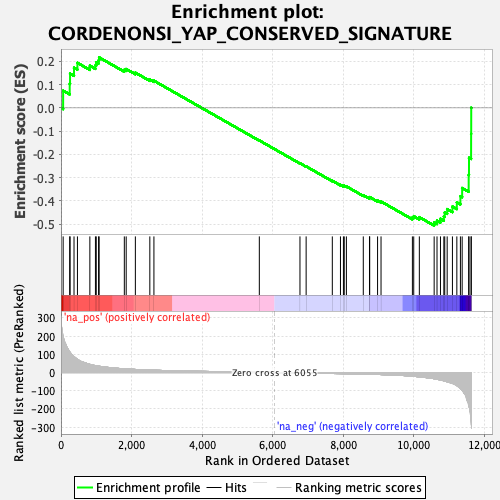 Enrichment plot:
CORDENONSI_YAP_CONSERVED_SIGNATURE
Enrichment score (ES)
0.2
0.1
0.0
-0.1
-0.2
-0.3
-0.4
-0.5
'na_pos' (positively correlated)
Ranked list metric (PreRanked)
300
200
100
0
-100
-200
-300
Zero cross at 6055
'na_neg' (negatively correlated)
0
2,000
4,000
6,000
8,000
10,000
12,000
Rank in Ordered Dataset
Enrichment profile
Hits
Ranking metric scores